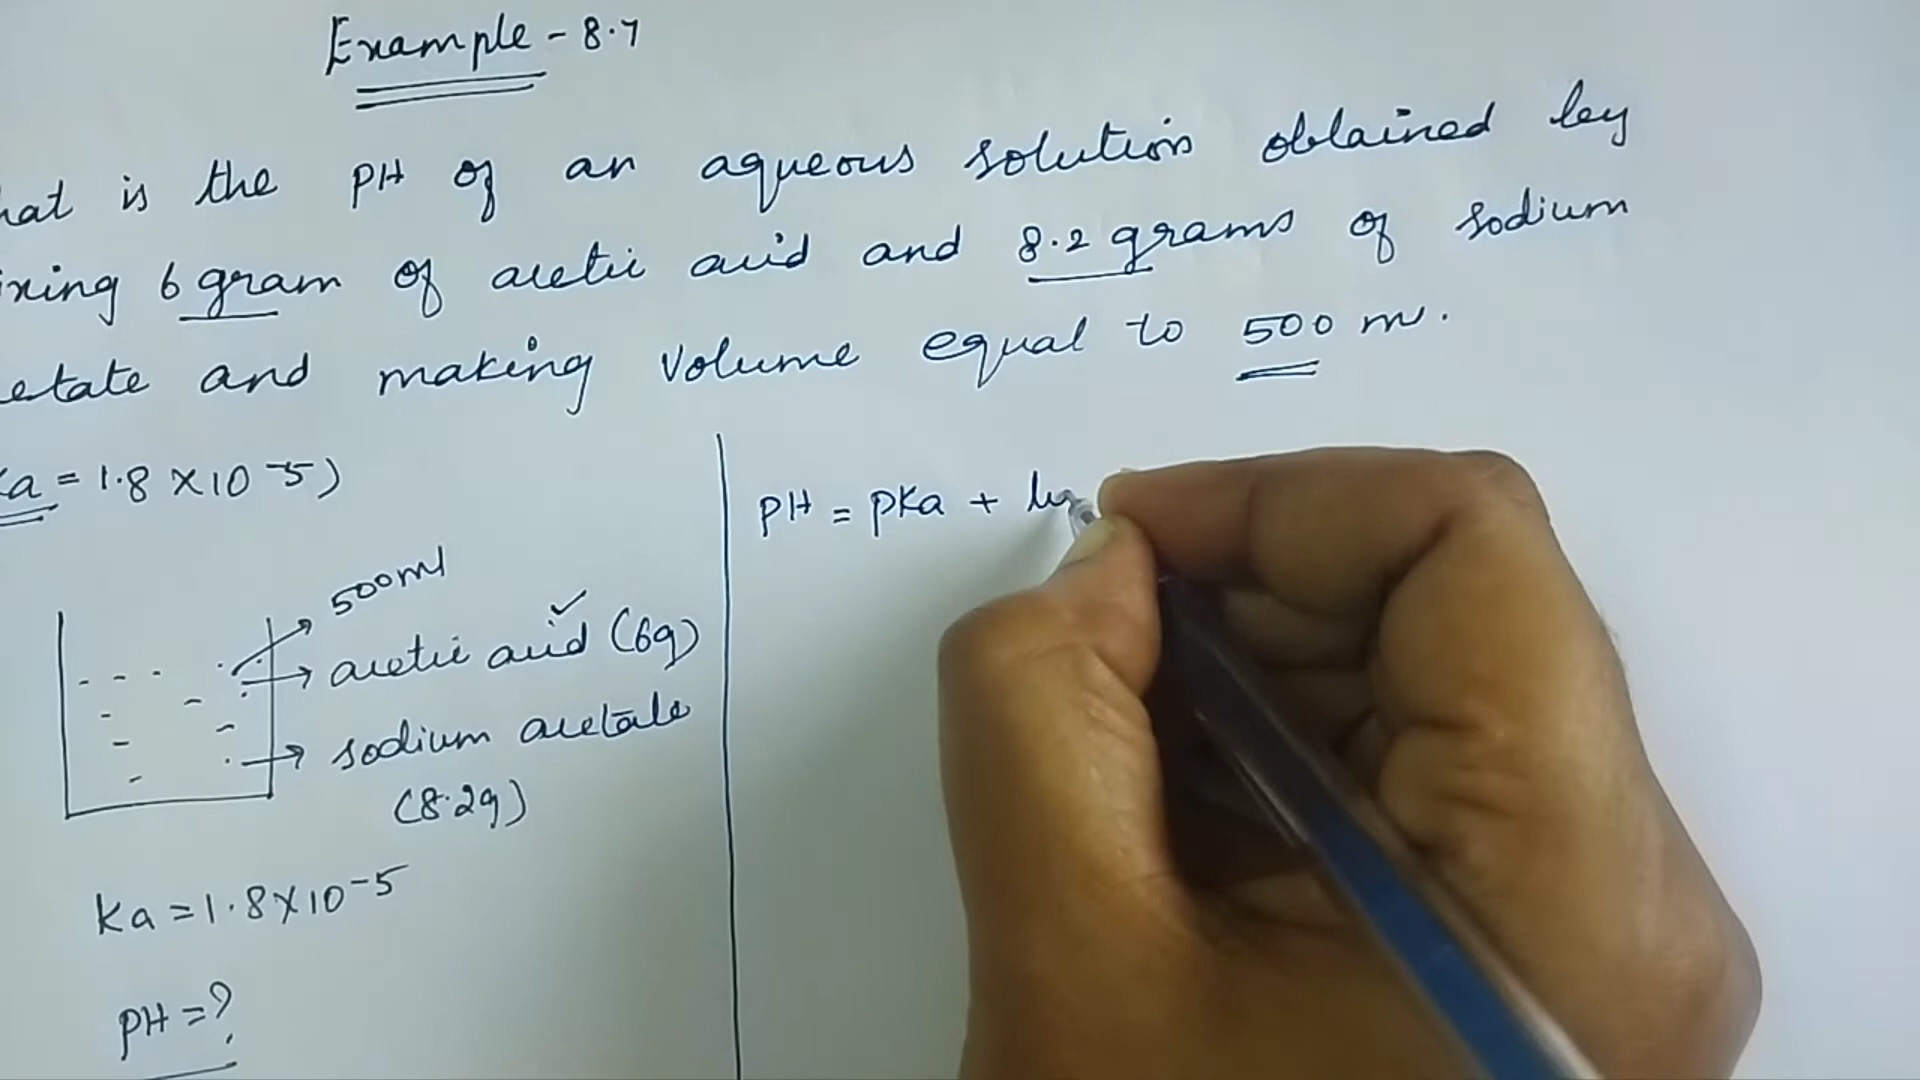 Example - 8.7
hat is the PH of an aqueous solution obtained by
ixing 6 gram of acetic acid and 8.2 grams of sodium
etate and making volume equal to 500 ml.
Ka = 1.8 × 10 -5)
500ml
acetic acid (6g)
sodium acetate
(8.2g)
Ka = 1.8 × 10 -5
PH = ?
PH = PKa +